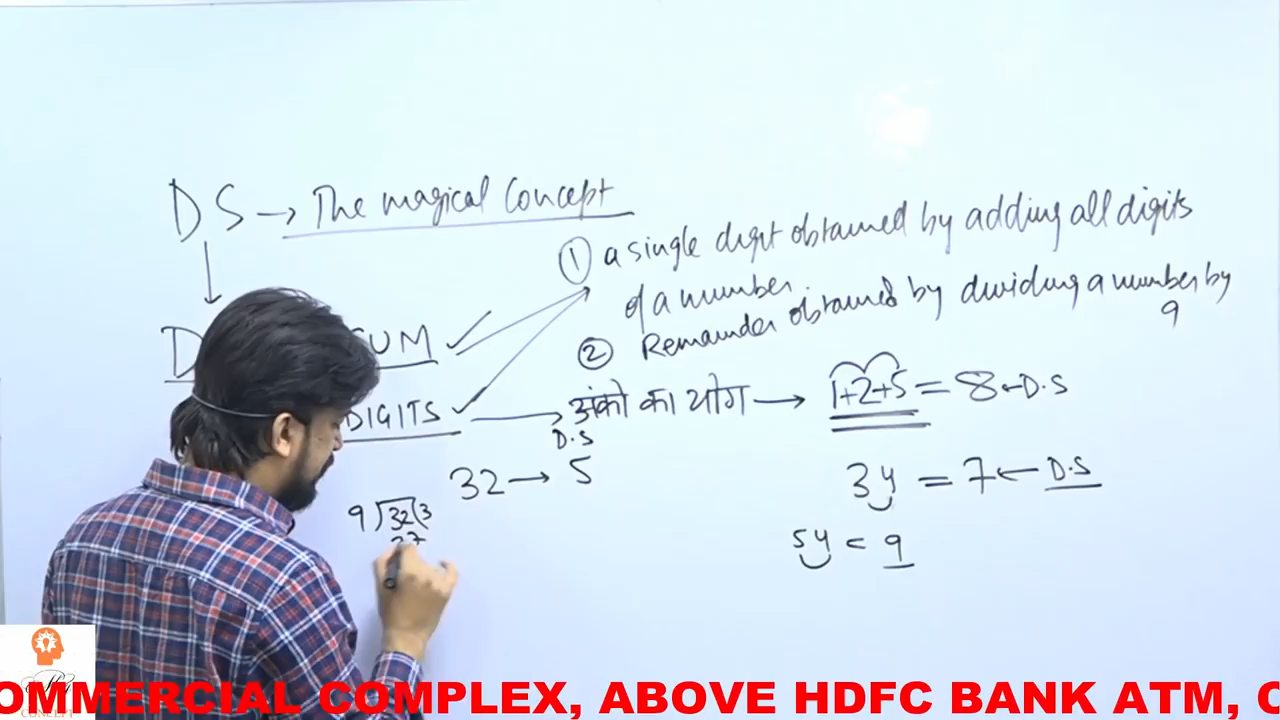 DS → The magical Concept
① a single digit obtained by adding all digits
of a number.
② Remainder obtained by dividing a number by
9
D SUM
DIGITS → अंको का योग → 1+2+5 = 8 ← D.S
D.S
32 → 5
34 = 7 ← D.S
9)32(3
27
54 = 9
CONCEPT
OMMERCIAL COMPLEX, ABOVE HDFC BANK ATM, C